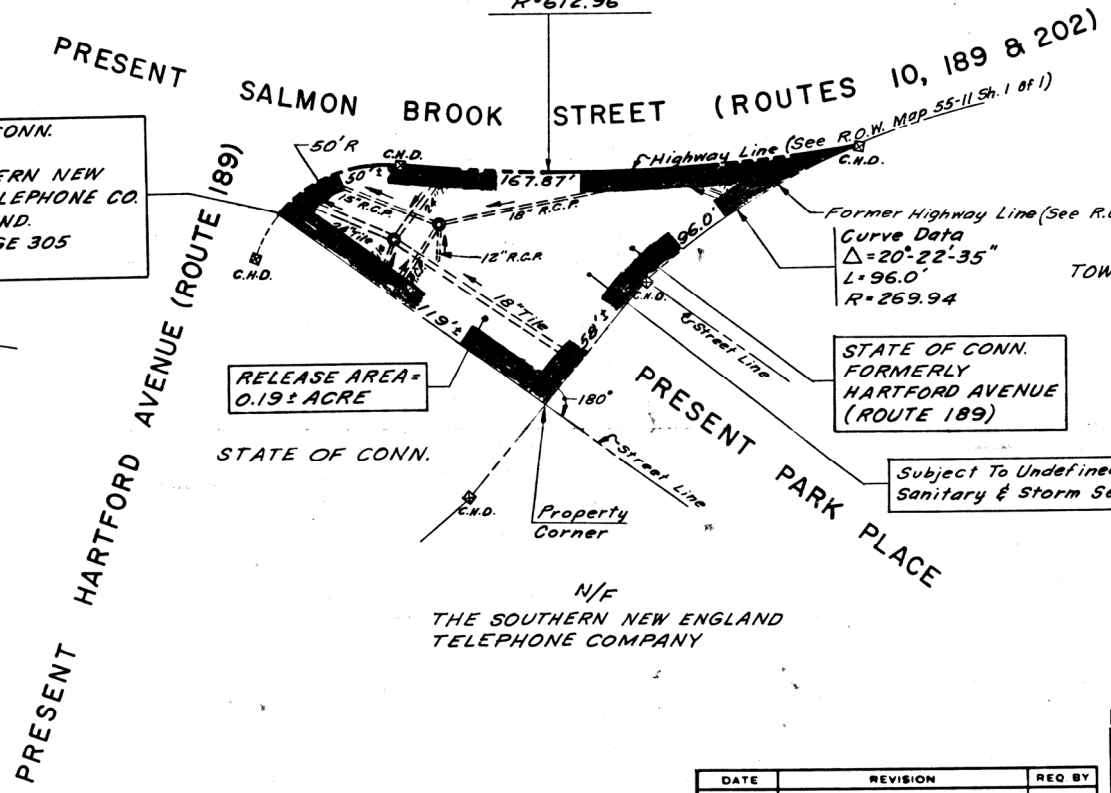 R=672.96
PRESENT SALMON BROOK STREET (ROUTES 10, 189 & 202)
CONN.
ERN NEW
LEPHONE CO.
ND.
GE 305
50'R
C.H.D.
50'±
167.87'
Highway Line (See R.O.W. Map 55-11 Sh. 1 of 1)
C.H.D.
15" R.C.P.
18" R.C.P.
24" Tile
12" R.C.P.
18" Tile
96.0'
Former Highway Line (See R.O.
Curve Data
△=20°-22'-35"
L=96.0'
R=269.94
TOW
C.H.D.
C.H.D.
119'±
58'±
℄ Street Line
STATE OF CONN.
FORMERLY
HARTFORD AVENUE
(ROUTE 189)
RELEASE AREA=
0.19± ACRE
180°
STATE OF CONN.
℄ Street Line
PRESENT PARK PLACE
Subject To Undefined
Sanitary & Storm Se
C.H.D.
Property
Corner
PRESENT HARTFORD AVENUE (ROUTE 189)
N/F
THE SOUTHERN NEW ENGLAND
TELEPHONE COMPANY
DATE REVISION REQ. BY